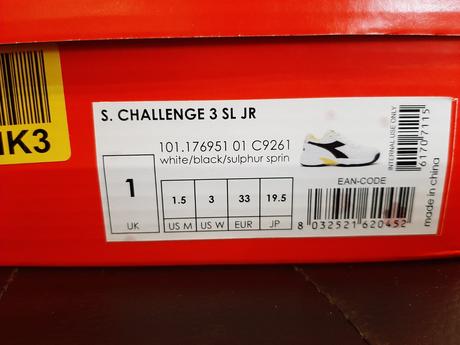 IK3
S. CHALLENGE 3 SL JR
101.176951 01 C9261
white/black/sulphur sprin
1
UK
1.5 3 33 19.5
US M US W EUR JP
EAN-CODE
8 032521 620452
INTERNAL USE ONLY
61707115
made in china